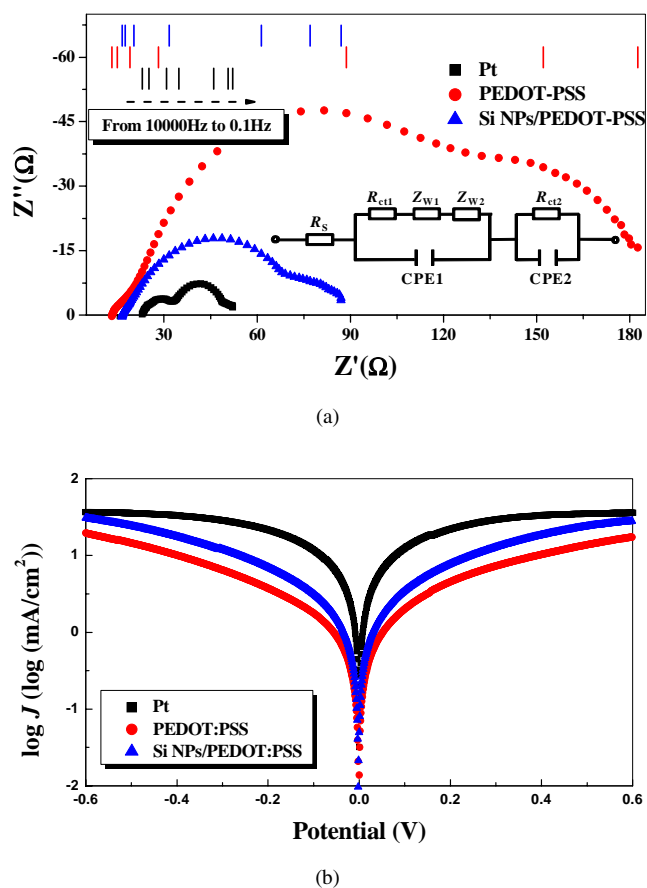 -60
-45
-30
-15
0
Z''(Ω)
From 10000Hz to 0.1Hz
Pt
PEDOT-PSS
Si NPs/PEDOT-PSS
Rct1 ZW1 ZW2 Rct2
RS
CPE1 CPE2
30 60 90 120 150 180
Z'(Ω)
(a)
2
1
0
-1
-2
log J (log (mA/cm²))
Pt
PEDOT:PSS
Si NPs/PEDOT:PSS
-0.6 -0.4 -0.2 0.0 0.2 0.4 0.6
Potential (V)
(b)